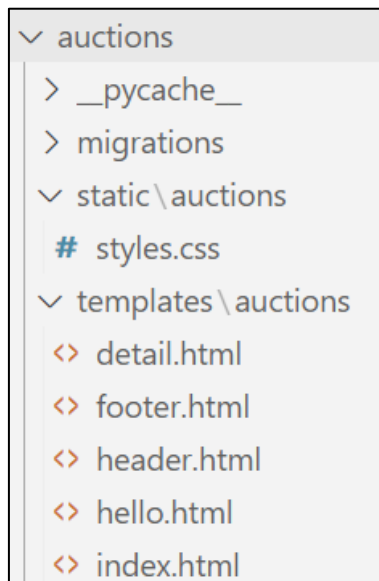 auctions
__pycache__
migrations
static\auctions
# styles.css
templates\auctions
<> detail.html
<> footer.html
<> header.html
<> hello.html
<> index.html